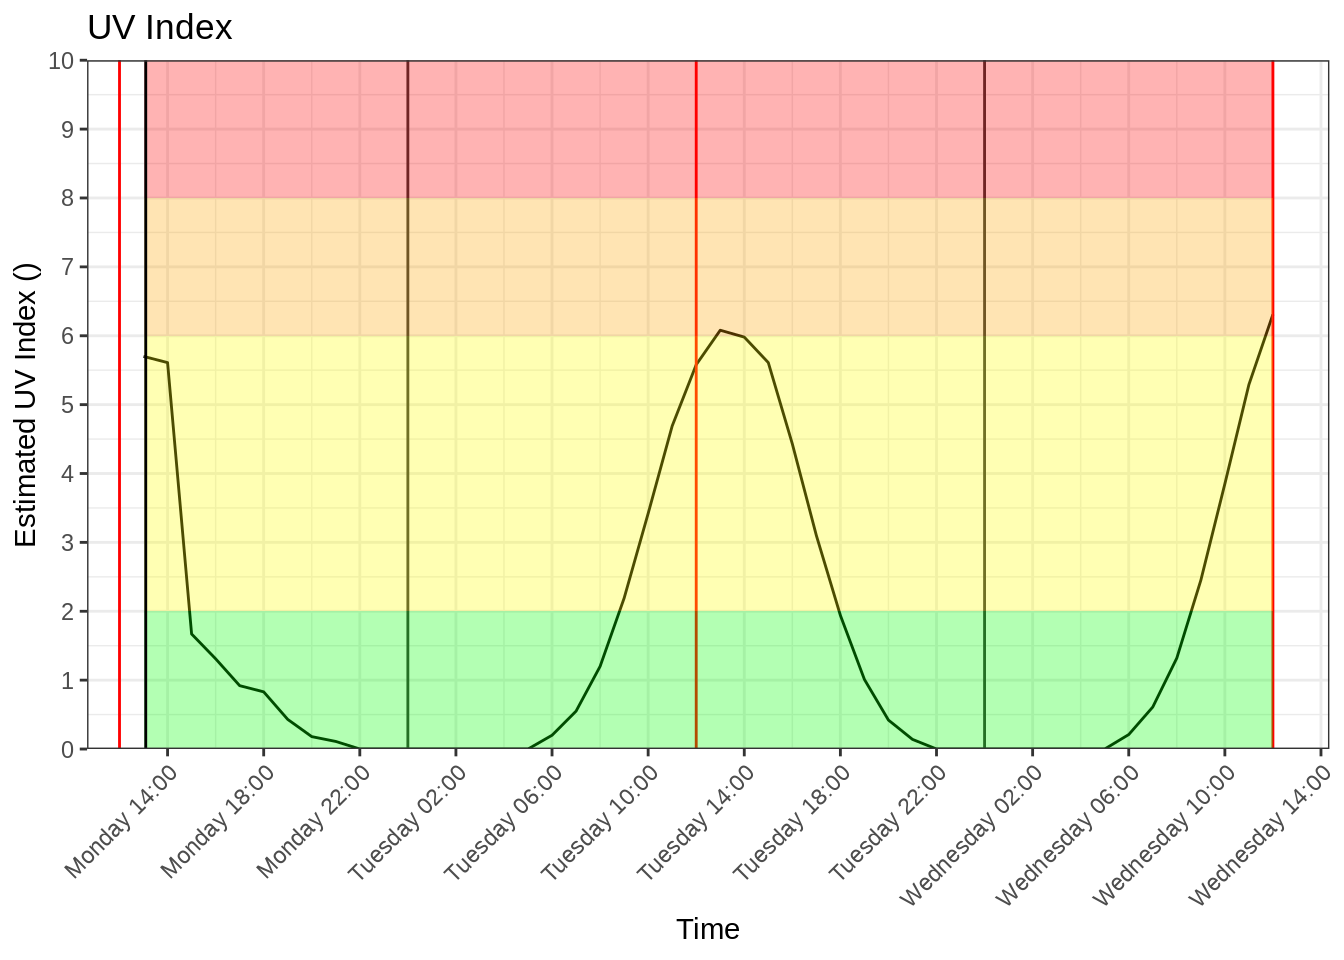 UV Index
Estimated UV Index ()
10
9
8
7
6
5
4
3
2
1
0
Monday 14:00
Monday 18:00
Monday 22:00
Tuesday 02:00
Tuesday 06:00
Tuesday 10:00
Tuesday 14:00
Tuesday 18:00
Tuesday 22:00
Wednesday 02:00
Wednesday 06:00
Wednesday 10:00
Wednesday 14:00
Time